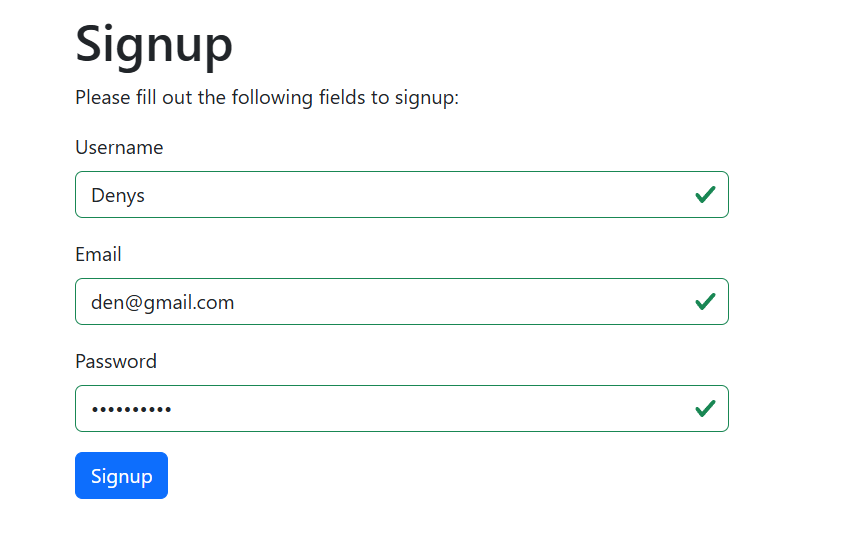 Signup
Please fill out the following fields to signup:
Username
Denys
Email
den@gmail.com
Password
••••••••••
Signup